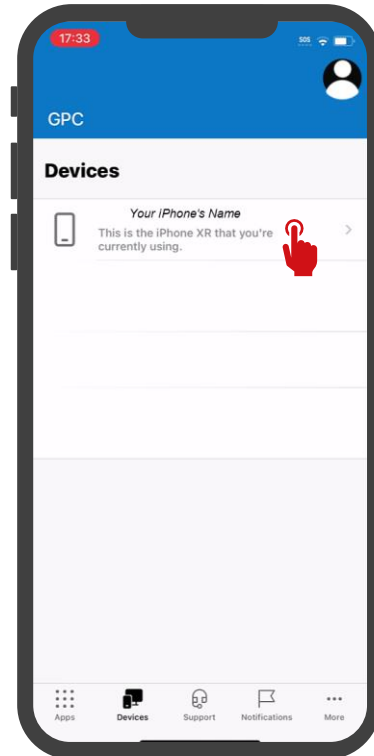 17:33
SOS
GPC
Devices
Your iPhone's Name
This is the iPhone XR that you're
currently using.
Apps
Devices
Support
Notifications
More